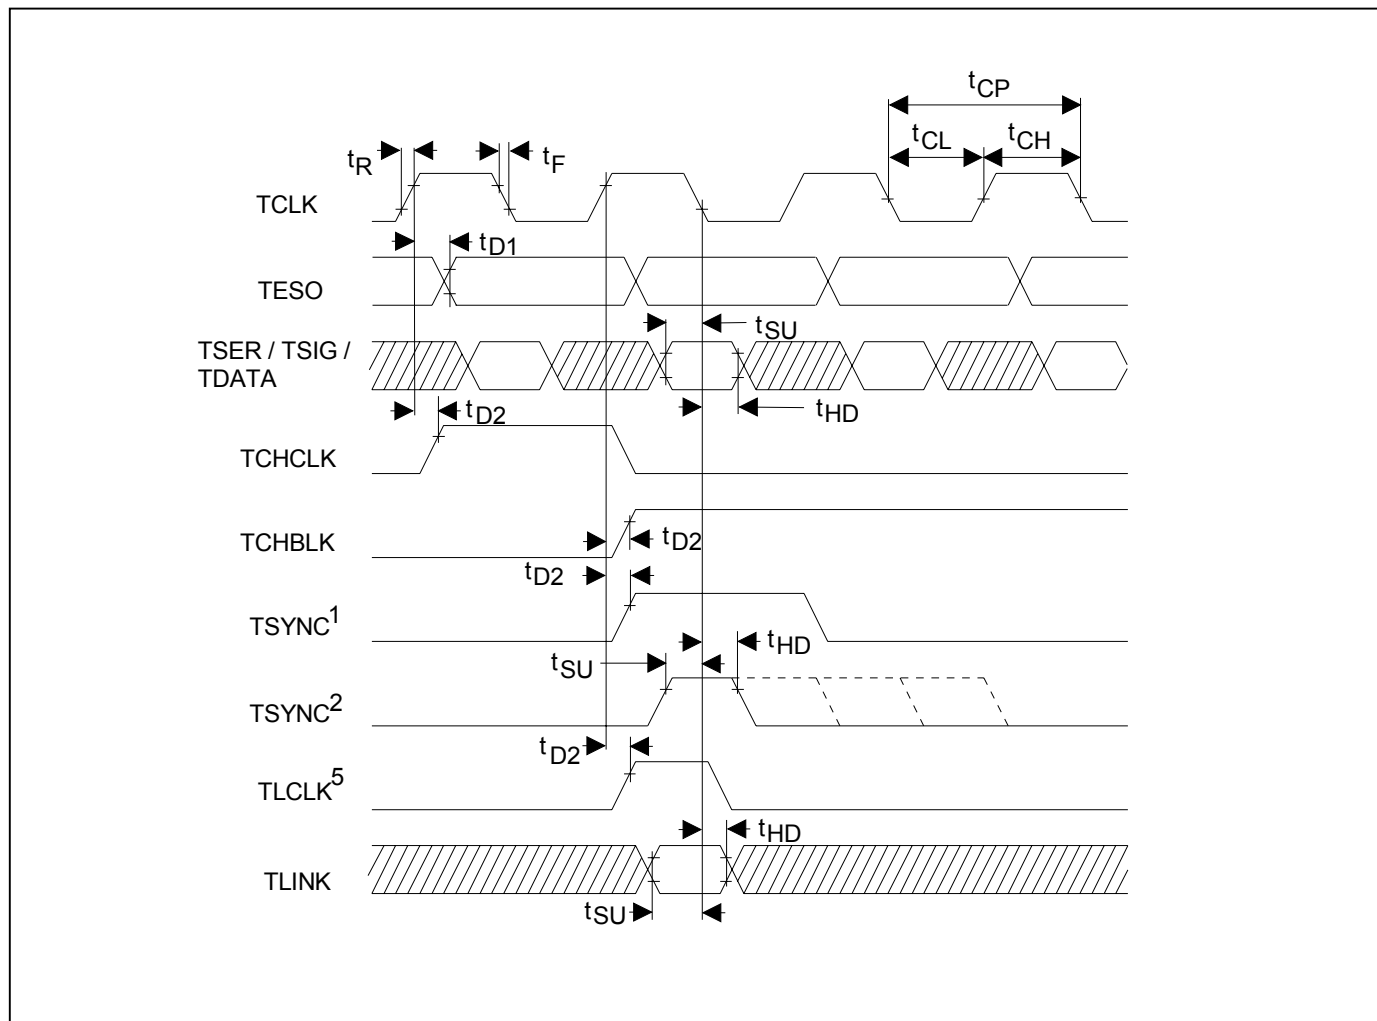 tCP
tCL tCH
tR tF
TCLK
tD1
TESO
tSU
TSER / TSIG /
TDATA
tHD
tD2
TCHCLK
TCHBLK
tD2
tD2
TSYNC1
tHD
tSU
TSYNC2
tD2
TLCLK5
tHD
TLINK
tSU